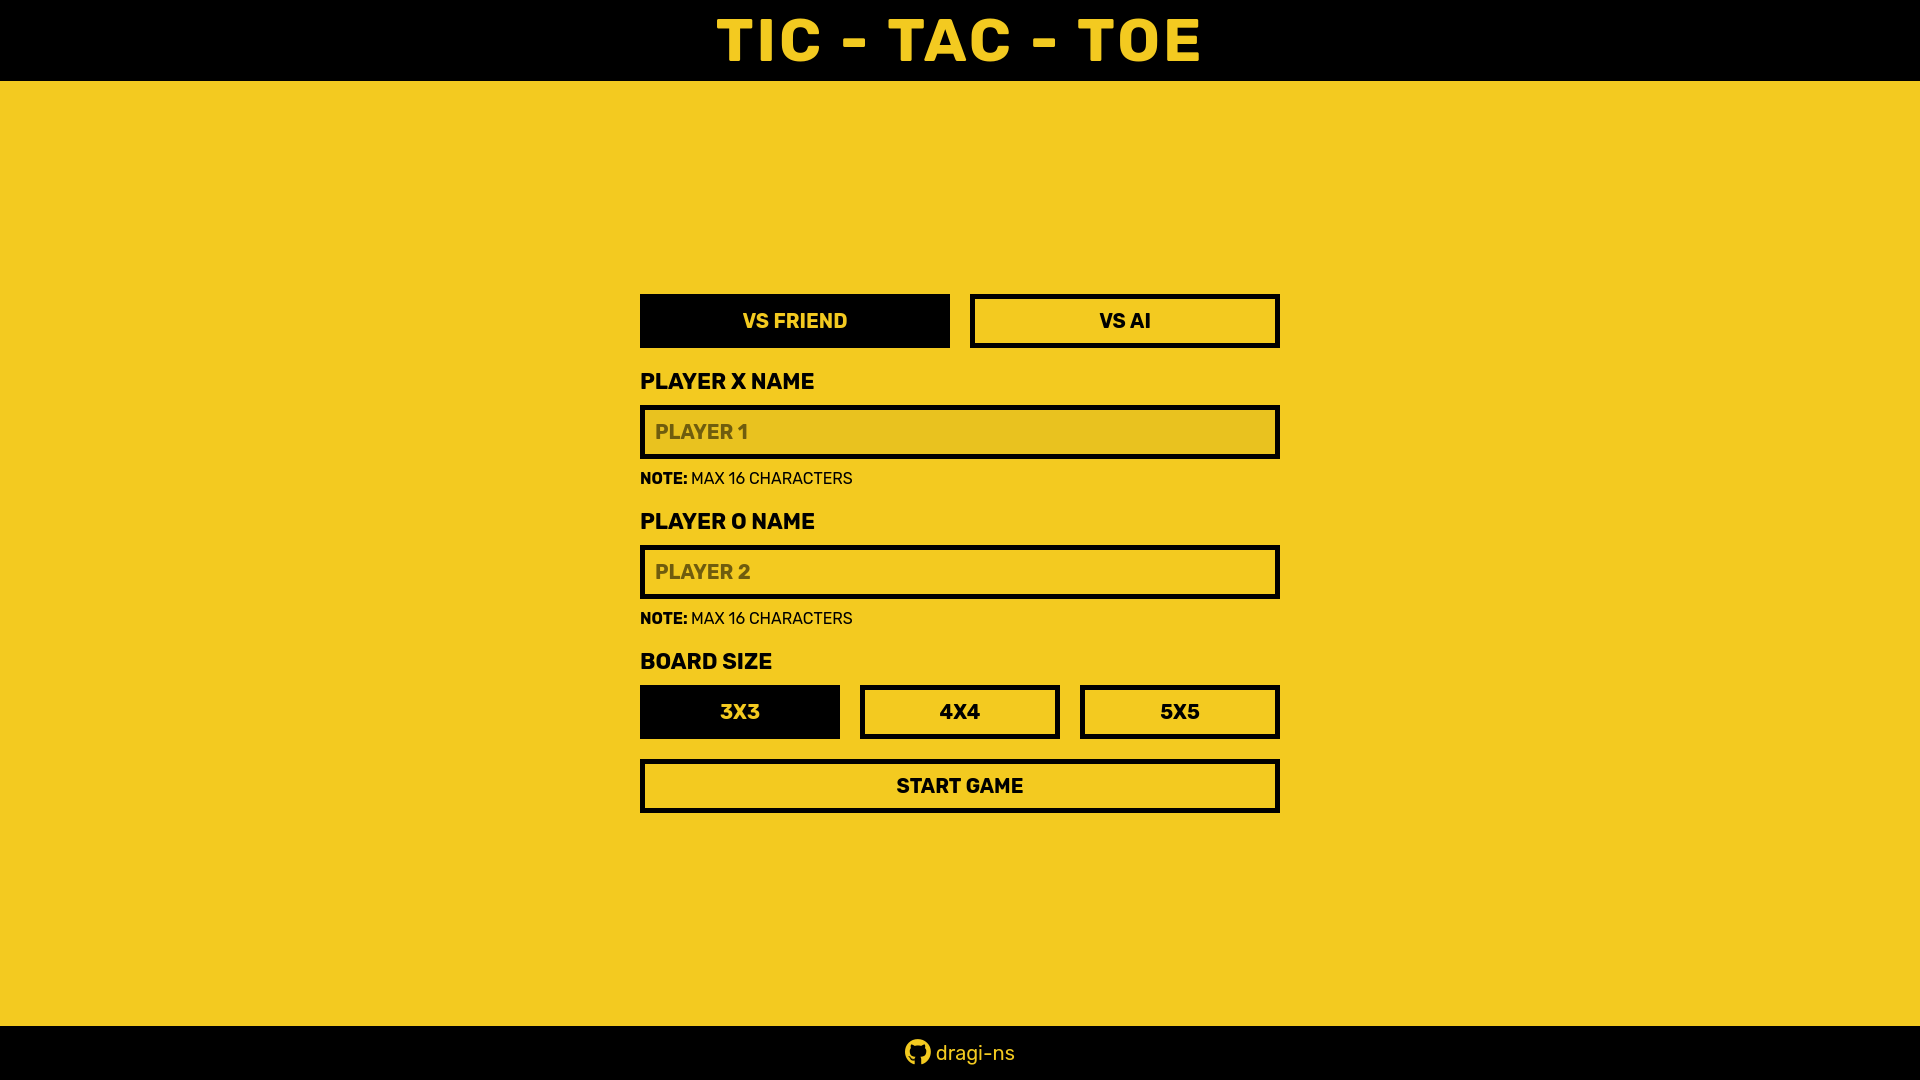 TIC - TAC - TOE
VS FRIEND
VS AI
PLAYER X NAME
PLAYER 1
NOTE: MAX 16 CHARACTERS
PLAYER O NAME
PLAYER 2
NOTE: MAX 16 CHARACTERS
BOARD SIZE
3X3
4X4
5X5
START GAME
dragi-ns